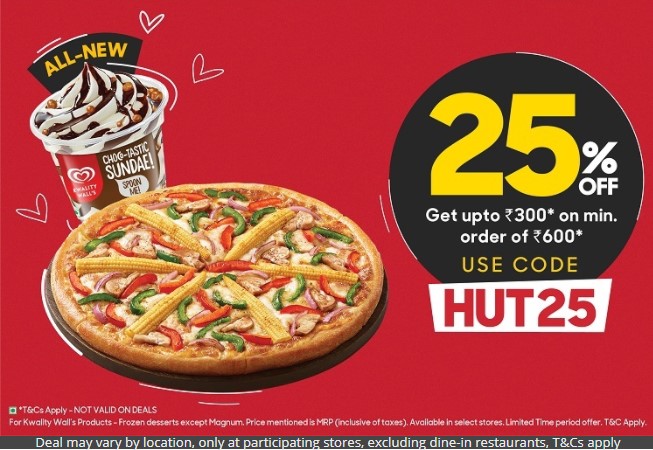 ALL-NEW
KWALITY
WALL'S
CHOC-TASTIC
SUNDAE!
SPOON
ME!
25%
OFF
Get upto ₹300* on min.
order of ₹600*
USE CODE
HUT25
*T&Cs Apply - NOT VALID ON DEALS
For Kwality Wall's Products - Frozen desserts except Magnum. Price mentioned is MRP (inclusive of taxes). Available in select stores. Limited Time period offer. T&C Apply.
Deal may vary by location, only at participating stores, excluding dine-in restaurants, T&Cs apply